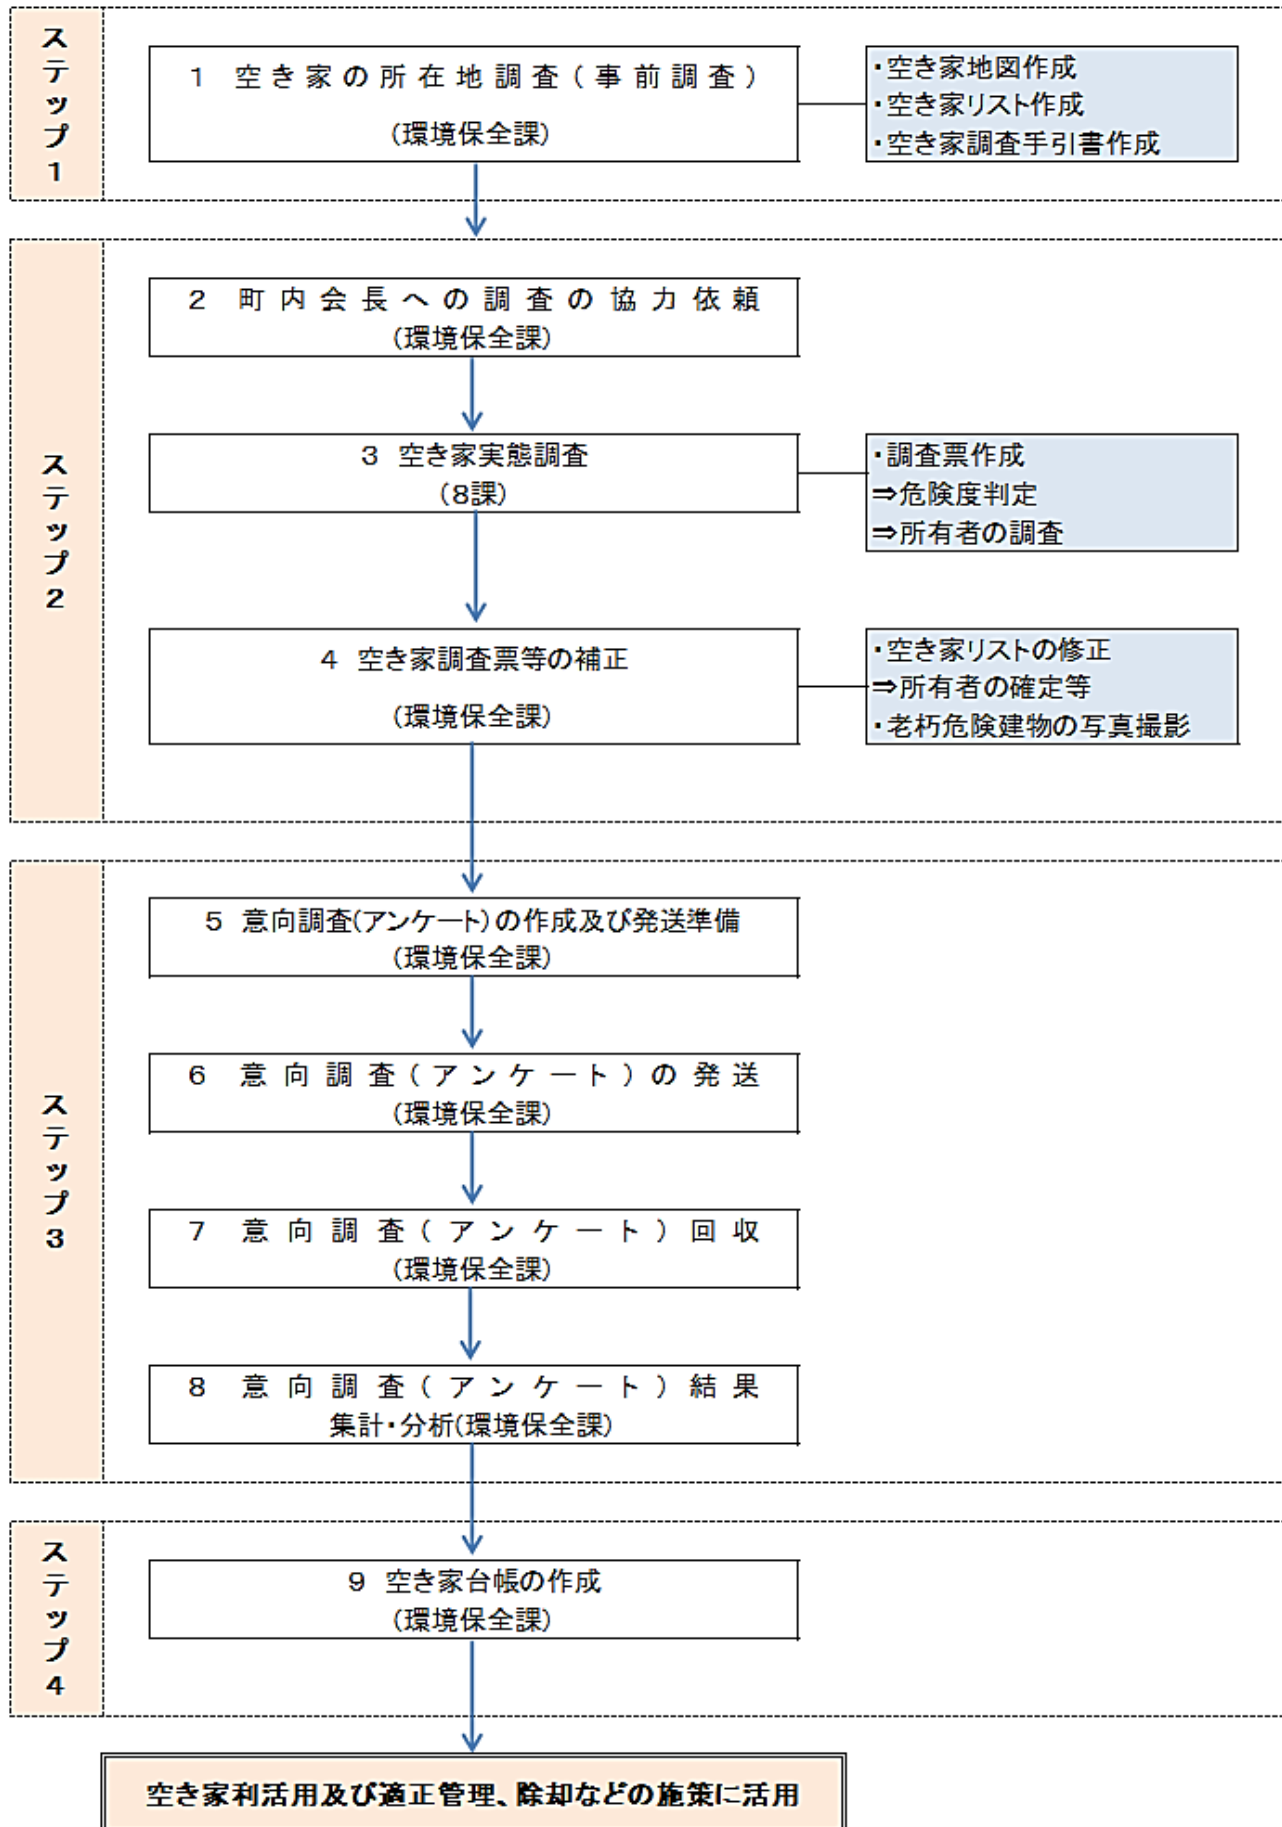 ステップ1
1 空き家の所在地調査(事前調査)
(環境保全課)
・空き家地図作成
・空き家リスト作成
・空き家調査手引書作成
ステップ2
2 町内会長への調査の協力依頼
(環境保全課)
3 空き家実態調査
(8課)
・調査票作成
⇒危険度判定
⇒所有者の調査
4 空き家調査票等の補正
(環境保全課)
・空き家リストの修正
⇒所有者の確定等
・老朽危険建物の写真撮影
ステップ3
5 意向調査(アンケート)の作成及び発送準備
(環境保全課)
6 意向調査(アンケート)の発送
(環境保全課)
7 意向調査(アンケート)回収
(環境保全課)
8 意向調査(アンケート)結果
集計・分析(環境保全課)
ステップ4
9 空き家台帳の作成
(環境保全課)
空き家利活用及び適正管理、除却などの施策に活用